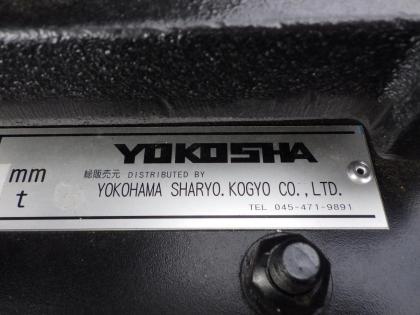 YOKOSHA
mm 総販売元 DISTRIBUTED BY
t YOKOHAMA SHARYO.KOGYO CO.,LTD.
TEL 045-471-9891